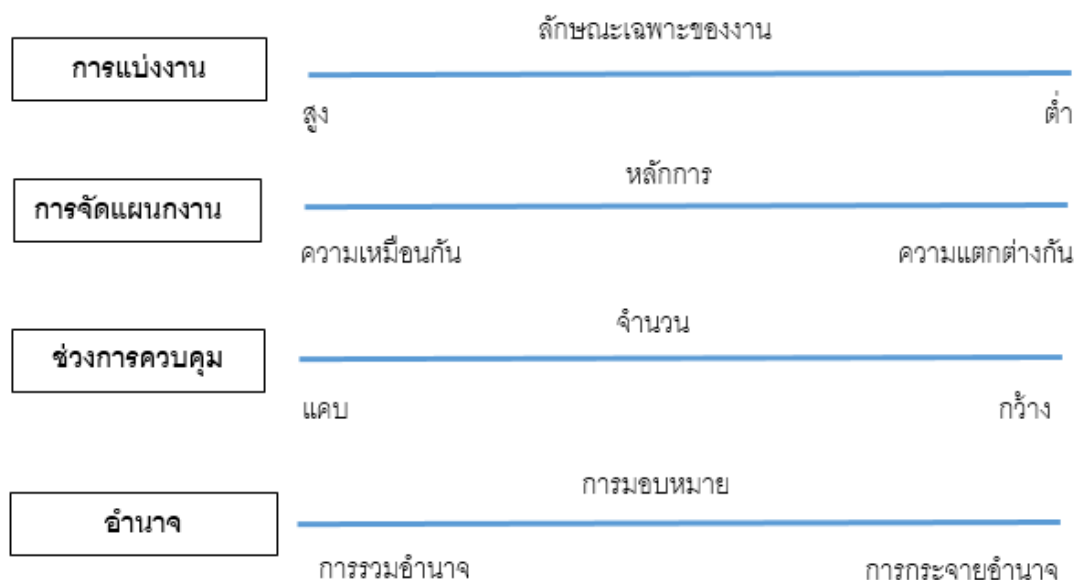 ลักษณะเฉพาะของงาน
การแบ่งงาน
สูง ต่ำ
หลักการ
การจัดแผนกงาน
ความเหมือนกัน ความแตกต่างกัน
จำนวน
ช่วงการควบคุม
แคบ กว้าง
การมอบหมาย
อำนาจ
การรวมอำนาจ การกระจายอำนาจ